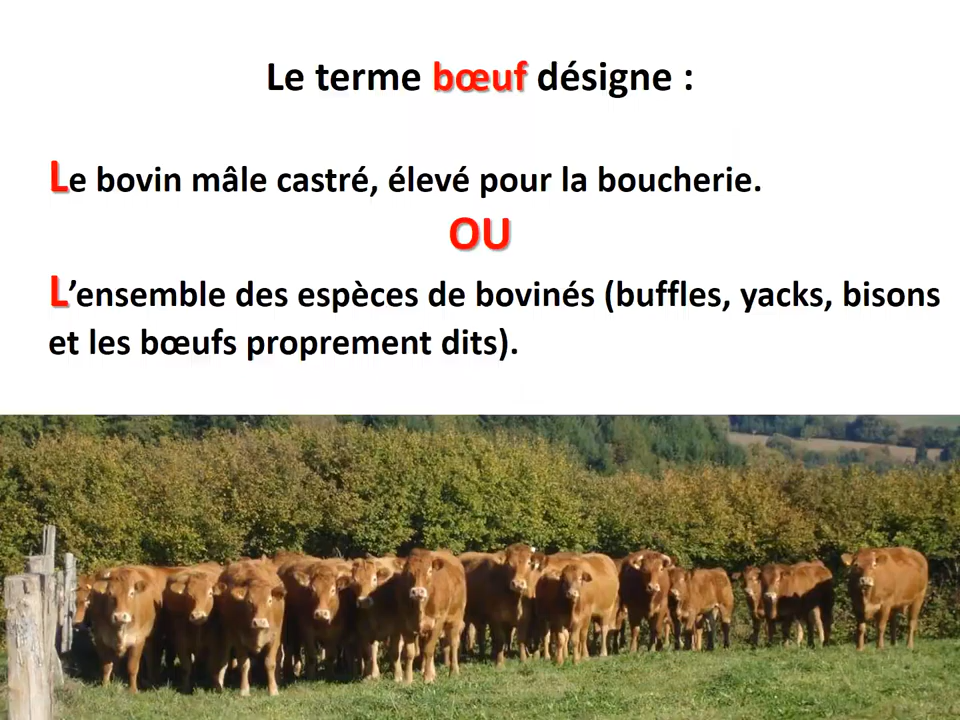 Le terme bœuf désigne :
Le bovin mâle castré, élevé pour la boucherie.
OU
L’ensemble des espèces de bovinés (buffles, yacks, bisons
et les bœufs proprement dits).